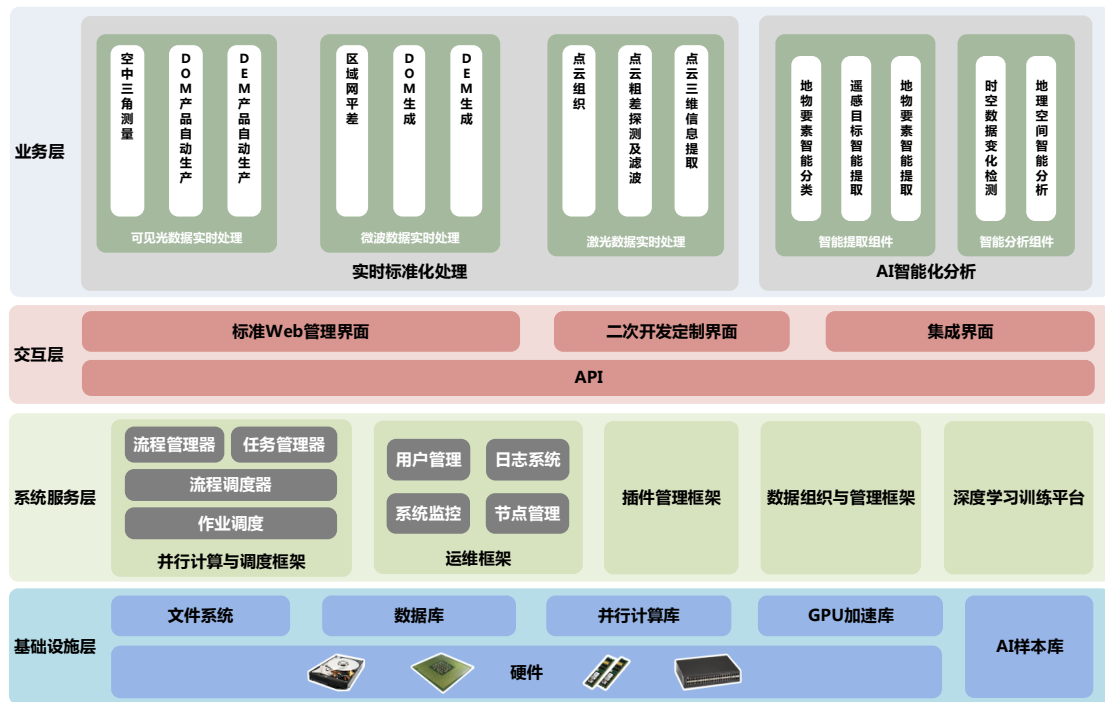 业务层
空中三角测量
DOM产品自动生产
DEM产品自动生产
可见光数据实时处理
区域网平差
DOM生成
DEM生成
微波数据实时处理
点云组织
点云粗差探测及滤波
点云三维信息提取
激光数据实时处理
实时标准化处理
地物要素智能分类
遥感目标智能提取
地物要素智能提取
智能提取组件
时空数据变化检测
地理空间智能分析
智能分析组件
AI智能化分析
交互层
标准Web管理界面
二次开发定制界面
集成界面
API
系统服务层
流程管理器
任务管理器
流程调度器
作业调度
并行计算与调度框架
用户管理
日志系统
系统监控
节点管理
运维框架
插件管理框架
数据组织与管理框架
深度学习训练平台
基础设施层
文件系统
数据库
并行计算库
GPU加速库
硬件
AI样本库